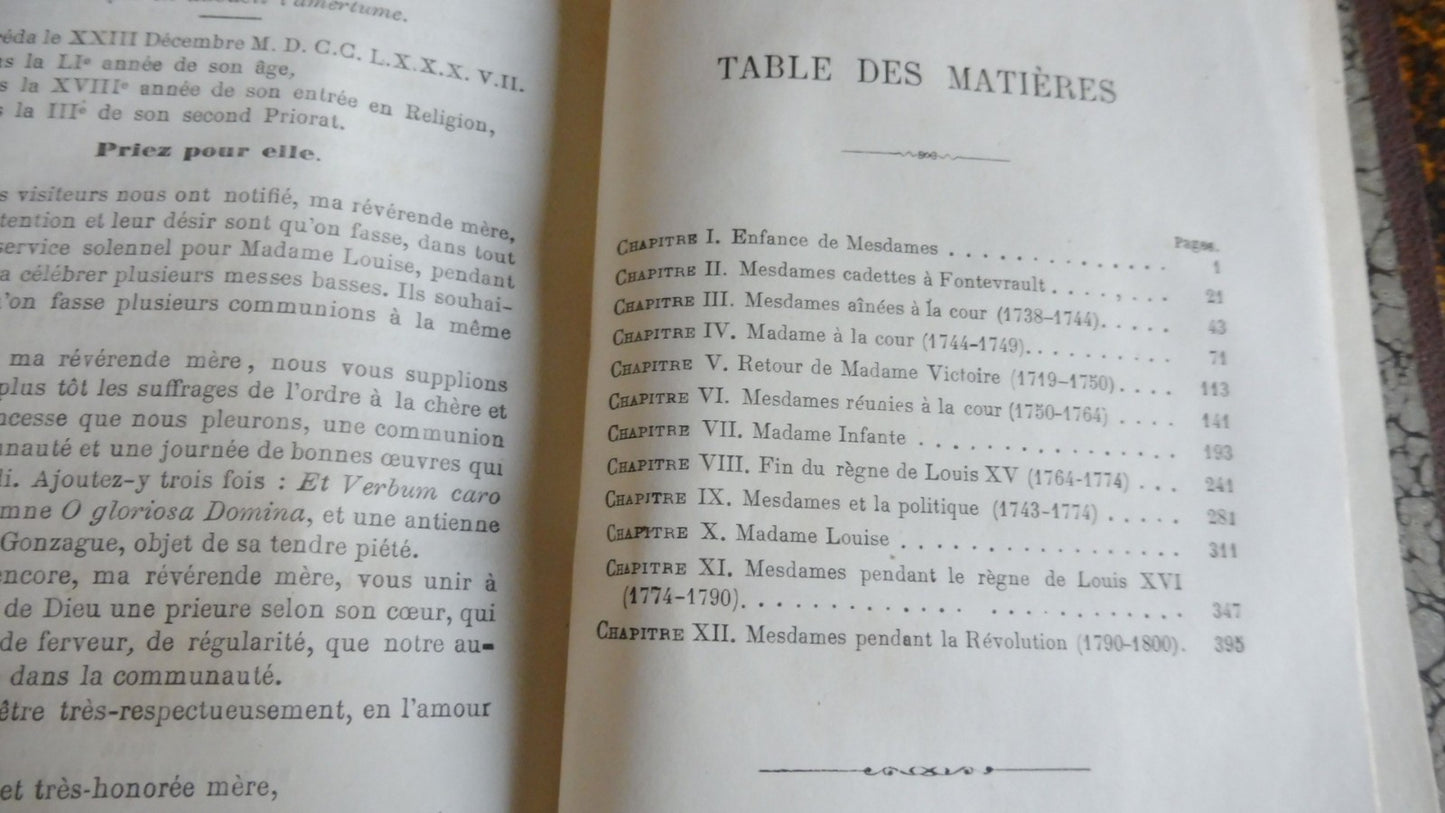 l'amertume.
le XXIII Décembre M. D. C.C. L.X.X.X. V.II.
la LIe année de son âge,
la XVIIIe année de son entrée en Religion,
la IIIe de son second Priorat.
Priez pour elle.
visiteurs nous ont notifié, ma révérende mère,
et leur désir sont qu'on fasse, dans tout
service solennel pour Madame Louise, pendant
célébrer plusieurs messes basses. Ils souhai-
fasse plusieurs communions à la même
ma révérende mère, nous vous supplions
plus tôt les suffrages de l'ordre à la chère et
que nous pleurons, une communion
et une journée de bonnes œuvres qui
Ajoutez-y trois fois : Et Verbum caro
O gloriosa Domina, et une antienne
Gonzague, objet de sa tendre piété.
encore, ma révérende mère, vous unir à
de Dieu une prieure selon son cœur, qui
de ferveur, de régularité, que notre au-
dans la communauté.
être très-respectueusement, en l'amour
et très-honorée mère,
TABLE DES MATIÈRES
Pages.
CHAPITRE I. Enfance de Mesdames . . . . . . . . . . . . . . 1
CHAPITRE II. Mesdames cadettes à Fontevrault . . . . . . . . 21
CHAPITRE III. Mesdames aînées à la cour (1738-1744). . . . . 43
CHAPITRE IV. Madame à la cour (1744-1749). . . . . . . . . . 71
CHAPITRE V. Retour de Madame Victoire (1719-1750). . . . 113
CHAPITRE VI. Mesdames réunies à la cour (1750-1764) . . . . 141
CHAPITRE VII. Madame Infante . . . . . . . . . . . . . . . 193
CHAPITRE VIII. Fin du règne de Louis XV (1764-1774) . . . 241
CHAPITRE IX. Mesdames et la politique (1743-1774) . . . . . 281
CHAPITRE X. Madame Louise . . . . . . . . . . . . . . . . 311
CHAPITRE XI. Mesdames pendant le règne de Louis XVI
(1774-1790). . . . . . . . . . . . . . . . . . . . . . . . 347
CHAPITRE XII. Mesdames pendant la Révolution (1790-1800). 395